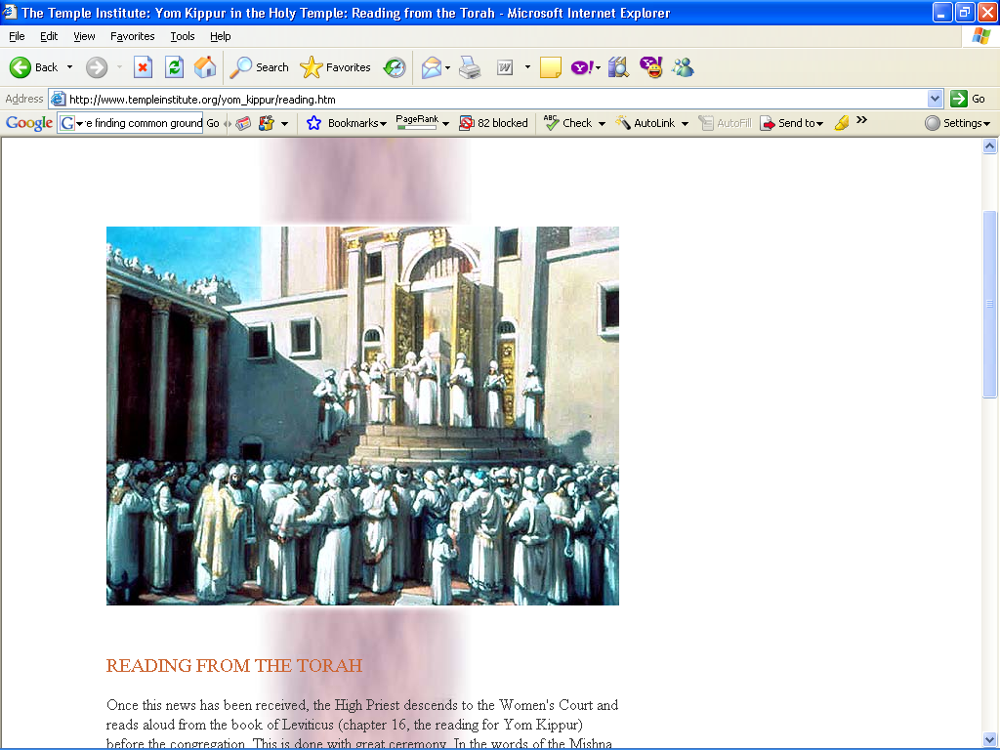 The Temple Institute: Yom Kippur in the Holy Temple: Reading from the Torah - Microsoft Internet Explorer
File Edit View Favorites Tools Help
Back Search Favorites W Y!
Address http://www.templeinstitute.org/yom_kippur/reading.htm Go
Google G finding common ground Go Bookmarks PageRank 82 blocked ABC Check AutoLink AutoFill Send to Settings
READING FROM THE TORAH
Once this news has been received, the High Priest descends to the Women's Court and
reads aloud from the book of Leviticus (chapter 16, the reading for Yom Kippur)
before the congregation. This is done with great ceremony. In the words of the Mishna,